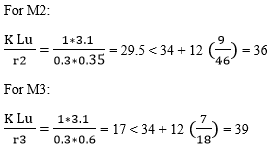 For M2:
K Lu / r2 = 1*3.1 / 0.3*0.35 = 29.5 < 34 + 12 (9/46) = 36
For M3:
K Lu / r3 = 1*3.1 / 0.3*0.6 = 17 < 34 + 12 (7/18) = 39